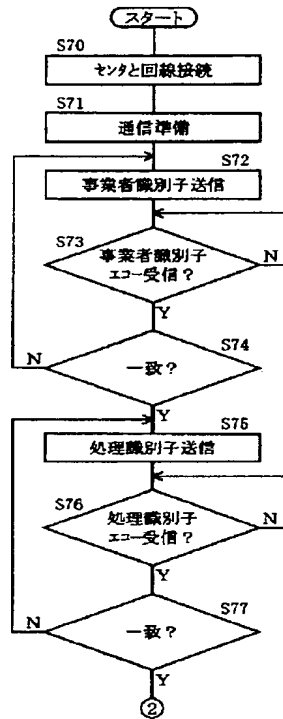 スタート
S70
センタと回線接続
S71
通信準備
S72
事業者識別子送信
S73
事業者識別子
エコー受信?
N
Y
S74
N
一致?
Y
S75
処理識別子送信
S76
処理識別子
エコー受信?
N
Y
S77
N
一致?
Y
②